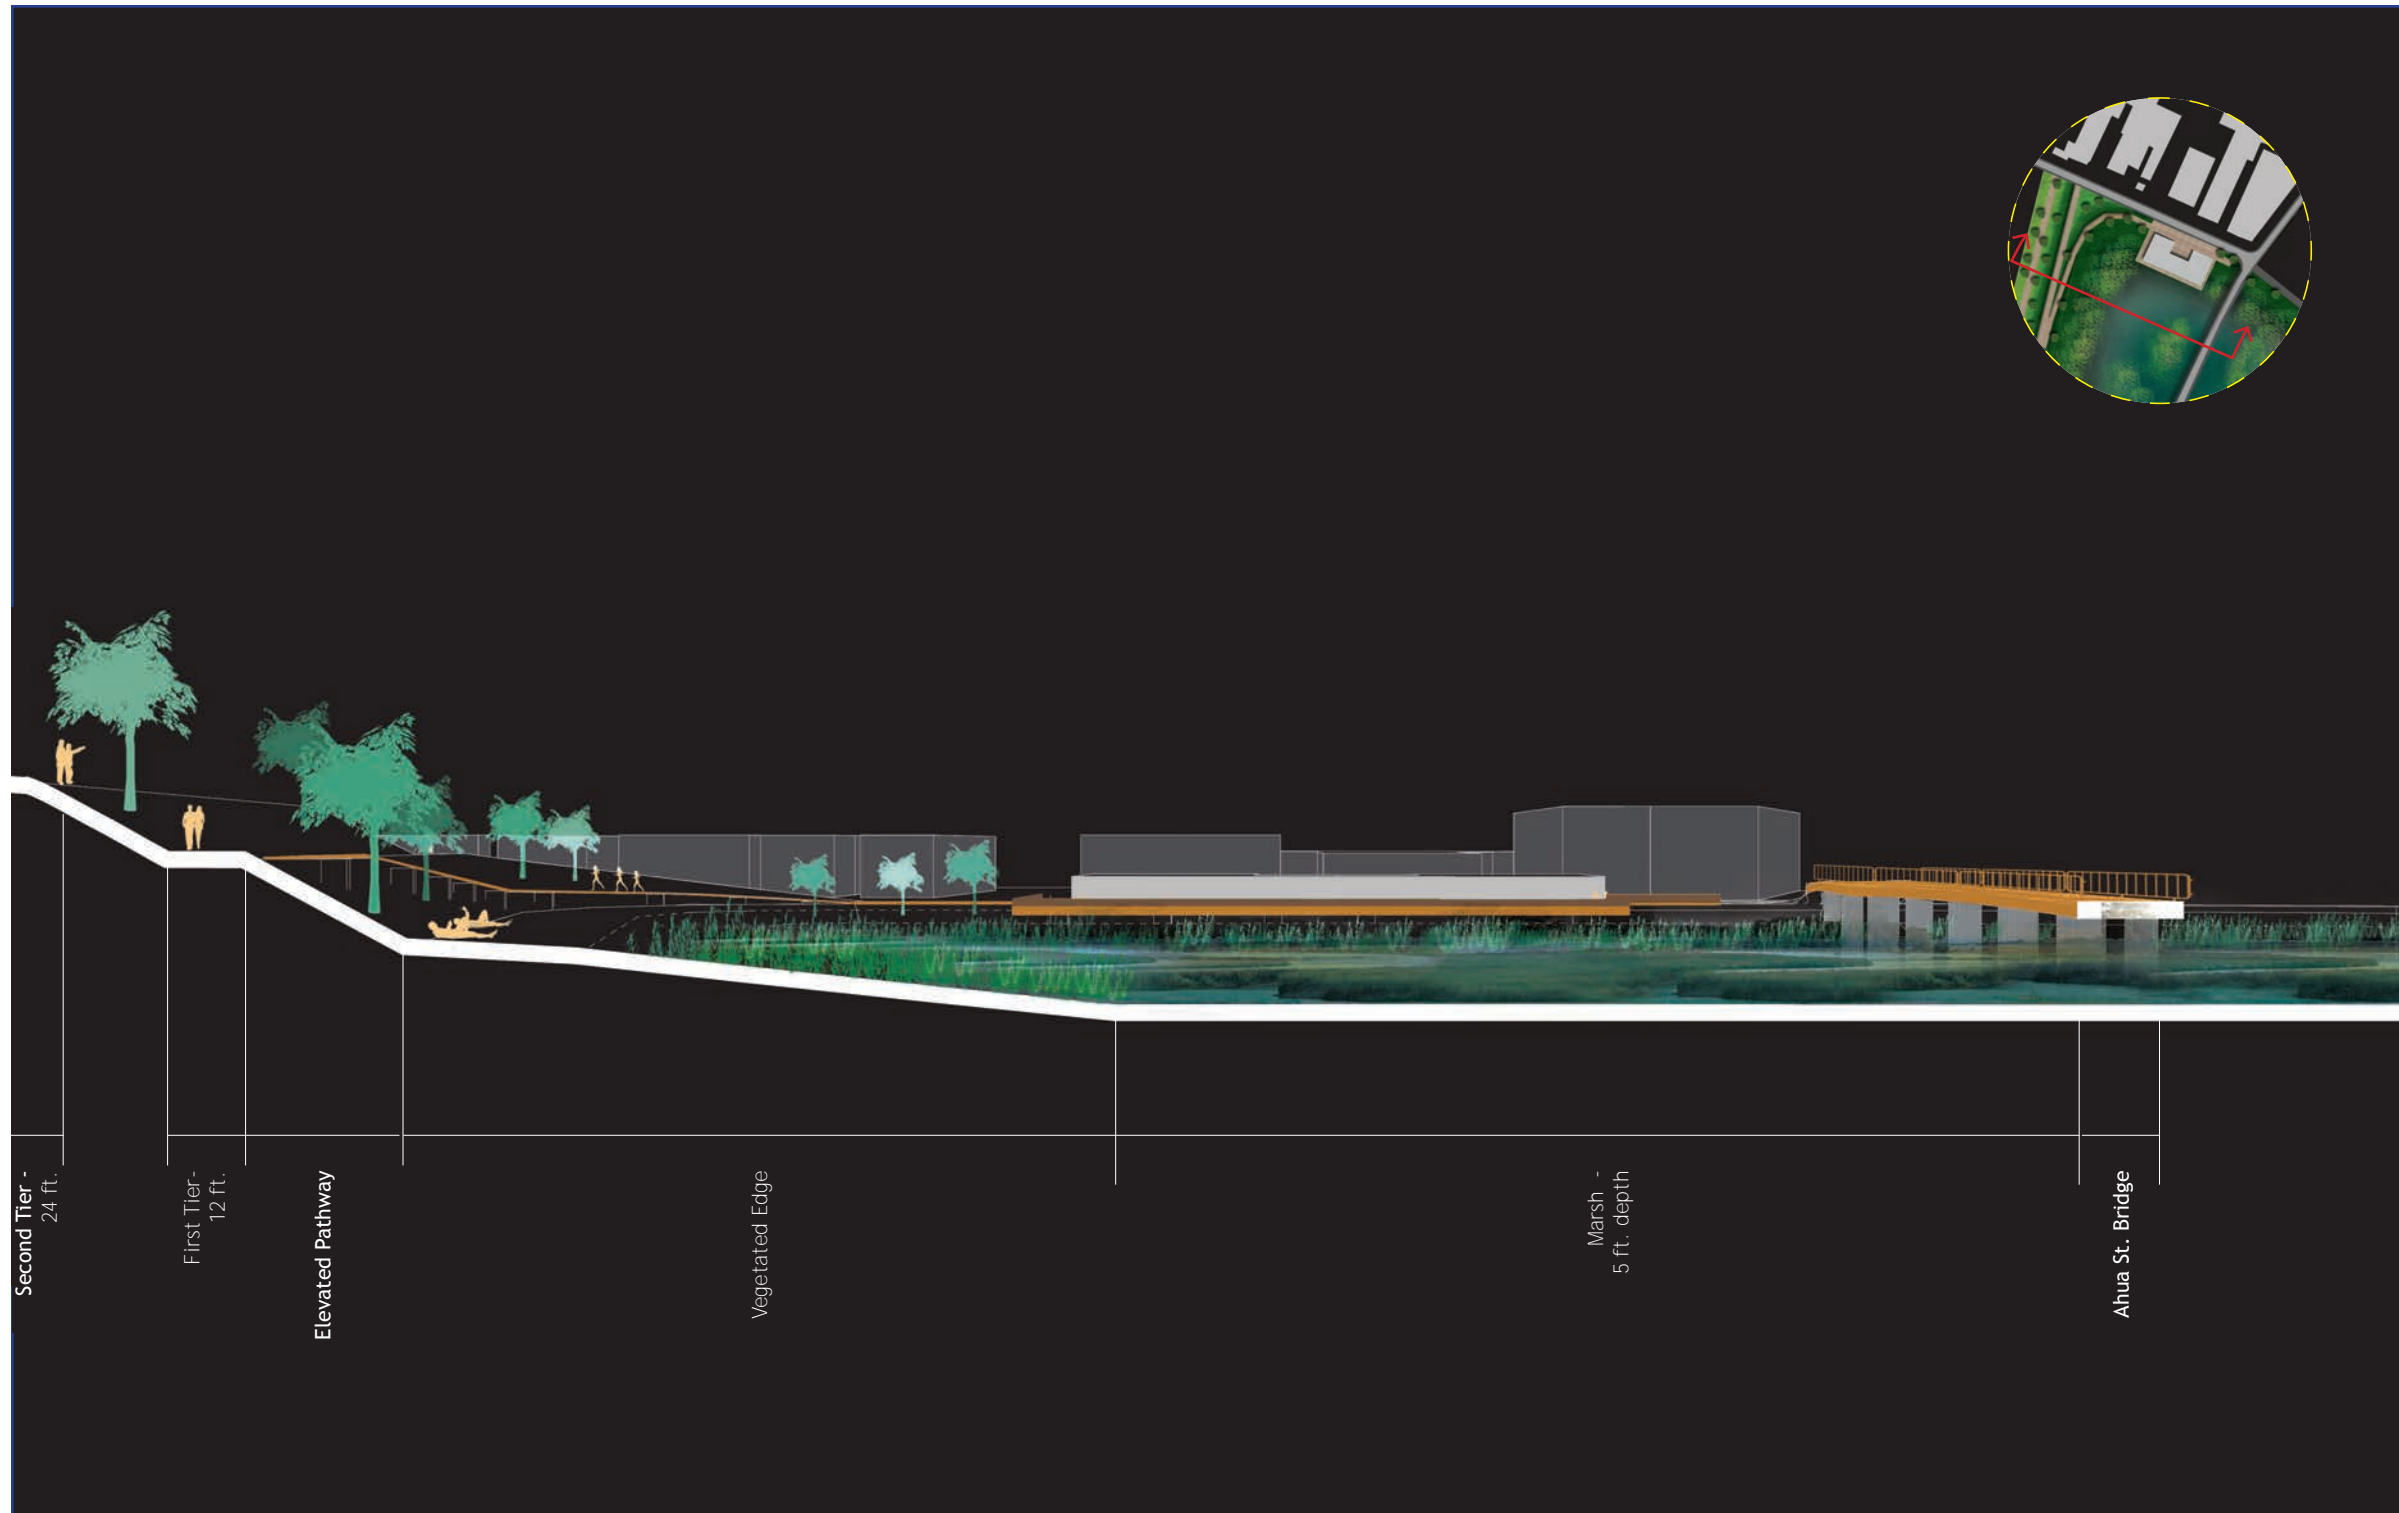 Second Tier -
24 ft.
First Tier-
12 ft.
Elevated Pathway
Vegetated Edge
Marsh -
5 ft. depth
Ahua St. Bridge